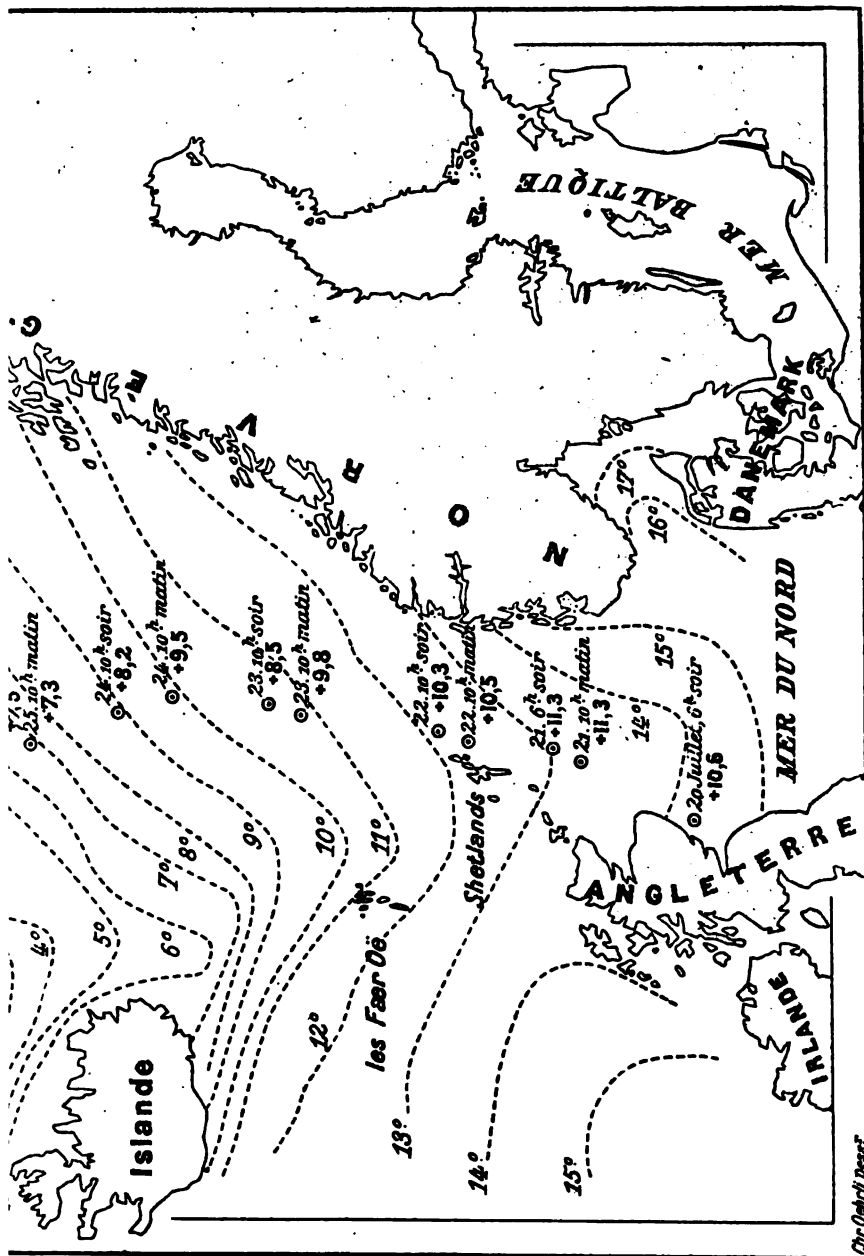 25. 10ʰ matin
+7,3
24. 10ʰ soir
+8,2
24. 10ʰ matin
+9,5
23. 10ʰ soir
+8,5
23. 10ʰ matin
+9,8
22. 10ʰ soir
+10,3
22. 10ʰ matin
+10,5
21. 6ʰ soir
+11,3
21. 10ʰ matin
+11,3
20 Juillet, 6ʰ soir
+10,5
4°
5°
6°
7°
8°
9°
10°
11°
12°
13°
14°
15°
14°
15°
16°
17°
Islande
les Faer Oë
Shetlands
ANGLETERRE
IRLANDE
MER DU NORD
DANEMARK
MER BALTIQUE
NORVEG